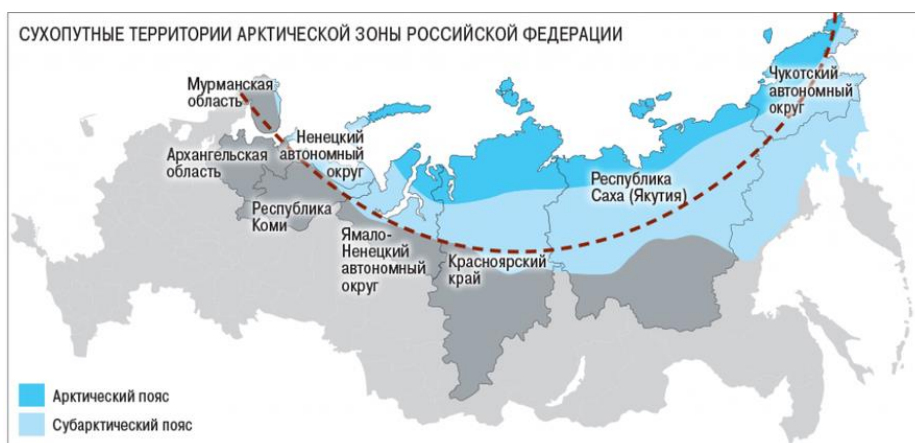 СУХОПУТНЫЕ ТЕРРИТОРИИ АРКТИЧЕСКОЙ ЗОНЫ РОССИЙСКОЙ ФЕДЕРАЦИИ
Мурманская
область
Архангельская
область
Ненецкий
автономный
округ
Республика
Коми
Ямало-
Ненецкий
автономный
округ
Красноярский
край
Республика
Саха (Якутия)
Чукотский
автономный
округ
Арктический пояс
Субарктический пояс